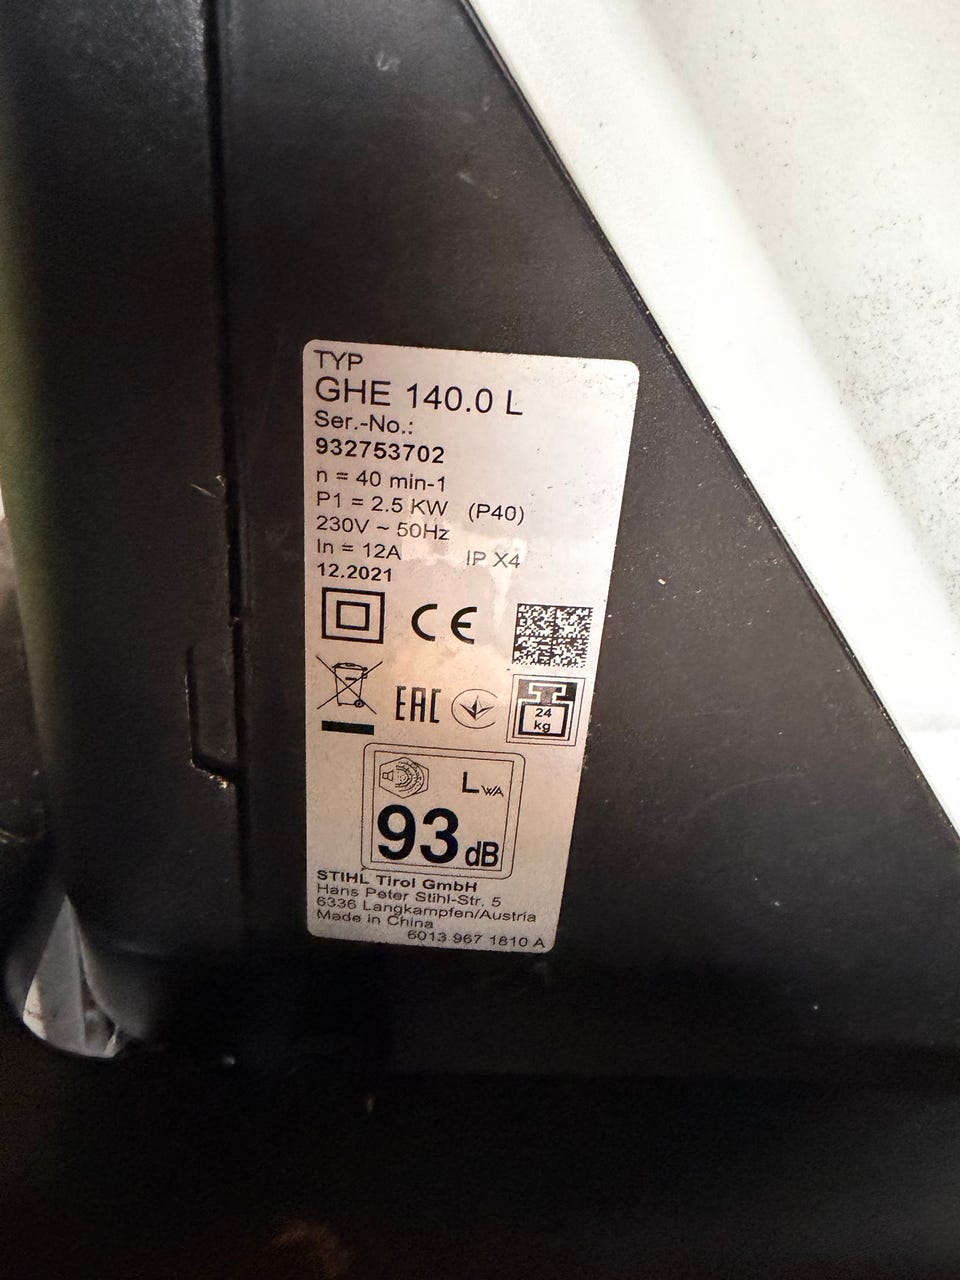 TYP
GHE 140.0 L
Ser.-No.:
932753702
n = 40 min-1
P1 = 2.5 KW (P40)
230V ~ 50Hz
In = 12A IP X4
12.2021
CE
EAC
24
kg
LWA
93 dB
STIHL Tirol GmbH
Hans Peter Stihl-Str. 5
6336 Langkampfen/Austria
Made in China
6013 967 1810 A